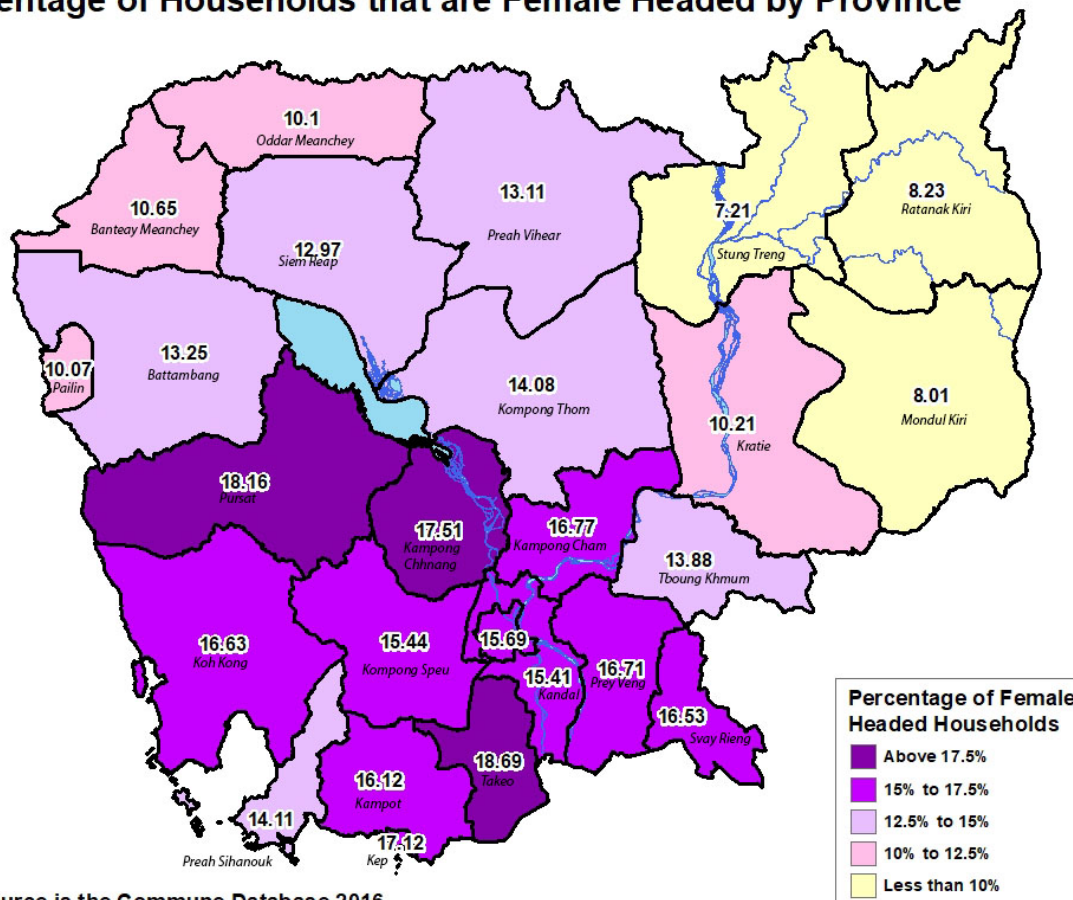 entage of Households that are Female Headed by Province
10.1
Oddar Meanchey
13.11
Preah Vihear
10.65
Banteay Meanchey
12.97
Siem Reap
7.21
Stung Treng
8.23
Ratanak Kiri
10.07
Pailin
13.25
Battambang
14.08
Kompong Thom
10.21
Kratie
8.01
Mondul Kiri
18.16
Pursat
17.51
Kampong
Chhnang
16.77
Kampong Cham
13.88
Tboung Khmum
16.63
Koh Kong
15.44
Kompong Speu
15.69
15.41
Kandal
16.71
Prey Veng
16.53
Svay Rieng
18.69
Takeo
16.12
Kampot
14.11
Preah Sihanouk
17.12
Kep
Percentage of Female
Headed Households
Above 17.5%
15% to 17.5%
12.5% to 15%
10% to 12.5%
Less than 10%
urce is the Commune Database 2016